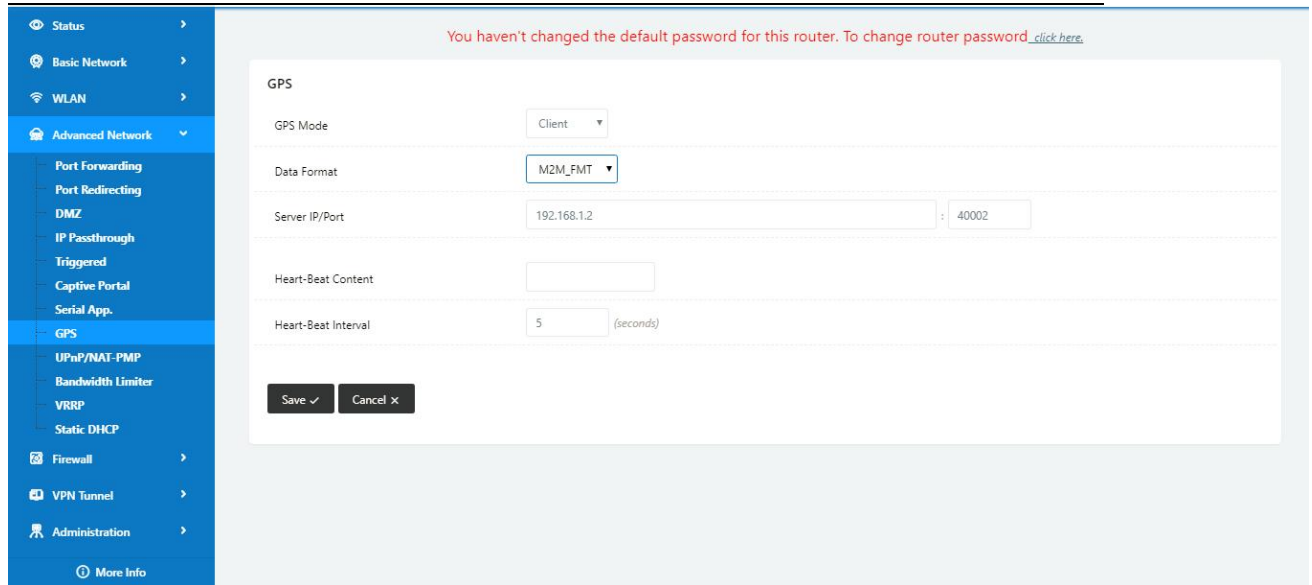 Status
Basic Network
WLAN
Advanced Network
Port Forwarding
Port Redirecting
DMZ
IP Passthrough
Triggered
Captive Portal
Serial App.
GPS
UPnP/NAT-PMP
Bandwidth Limiter
VRRP
Static DHCP
Firewall
VPN Tunnel
Administration
More Info
You haven't changed the default password for this router. To change router password click here.
GPS
GPS Mode Client
Data Format M2M_FMT
Server IP/Port 192.168.1.2 : 40002
Heart-Beat Content
Heart-Beat Interval 5 (seconds)
Save Cancel